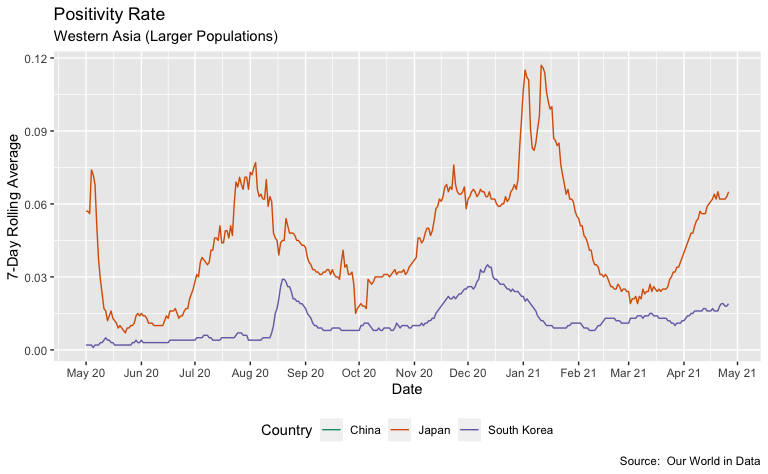 Positivity Rate
Western Asia (Larger Populations)
0.12
0.09
0.06
0.03
0.00
7-Day Rolling Average
May 20 Jun 20 Jul 20 Aug 20 Sep 20 Oct 20 Nov 20 Dec 20 Jan 21 Feb 21 Mar 21 Apr 21 May 21
Date
Country China Japan South Korea
Source: Our World in Data